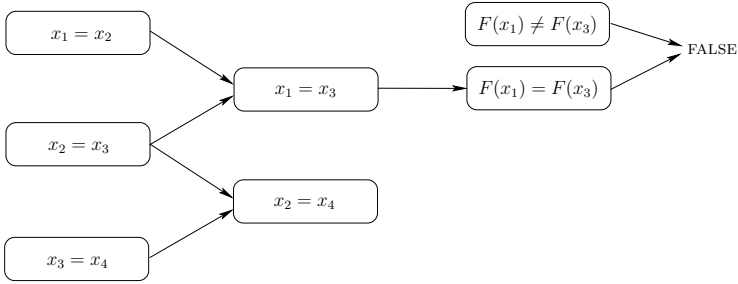 x₁ = x₂
x₂ = x₃
x₃ = x₄
x₁ = x₃
x₂ = x₄
F(x₁) ≠ F(x₃)
F(x₁) = F(x₃)
FALSE